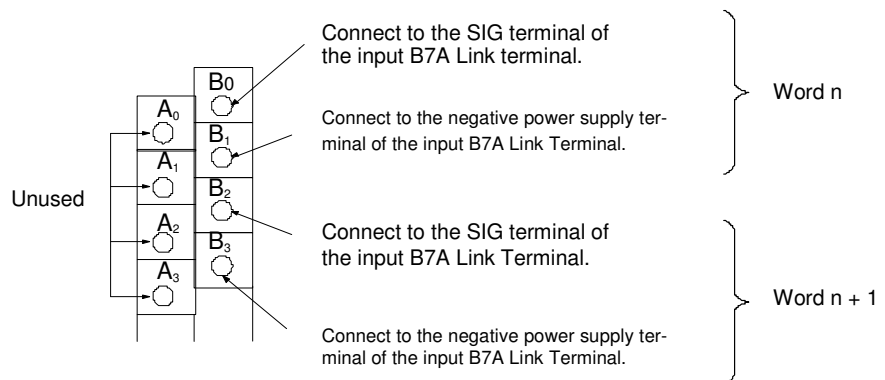 Connect to the SIG terminal of
the input B7A Link terminal.
Word n
B0
A0
Connect to the negative power supply ter-
minal of the input B7A Link Terminal.
B1
A1
Unused
B2
A2
Connect to the SIG terminal of
the input B7A Link Terminal.
B3
A3
Word n + 1
Connect to the negative power supply ter-
minal of the input B7A Link Terminal.